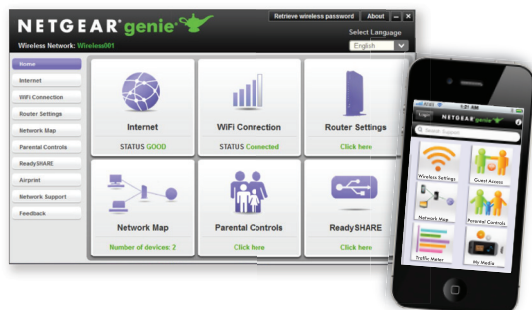 NETGEAR® genie®
Retrieve wireless password
About
Select Language
Wireless Network: Wireless001
English
Home
Internet
WiFi Connection
Router Settings
Network Map
Parental Controls
ReadySHARE
Airprint
Network Support
Feedback
Internet
STATUS GOOD
WiFi Connection
STATUS Connected
Router Settings
Click here
Network Map
Number of devices: 2
Parental Controls
Click here
ReadySHARE
Click here
1:31 AM
Login
NETGEAR genie
Search Support
Wireless Settings
Guest Access
Network Map
Parental Controls
Traffic Meter
My Media